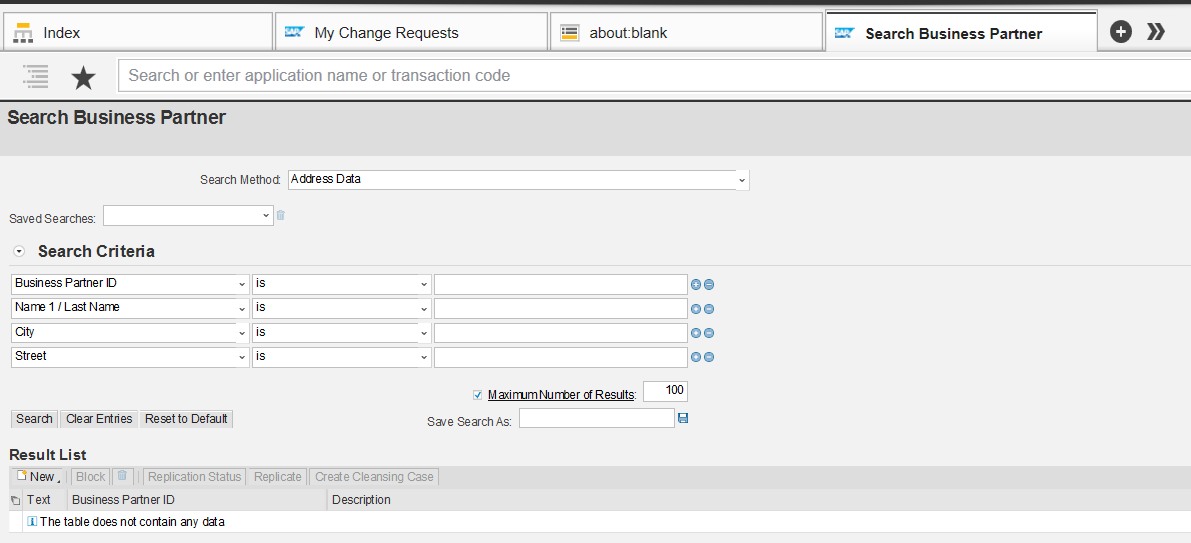 Index
SAP My Change Requests
about:blank
SAP Search Business Partner
Search or enter application name or transaction code
Search Business Partner
Search Method: Address Data
Saved Searches:
Search Criteria
Business Partner ID is
Name 1 / Last Name is
City is
Street is
Maximum Number of Results: 100
Search Clear Entries Reset to Default Save Search As:
Result List
New Block Replication Status Replicate Create Cleansing Case
Text Business Partner ID Description
The table does not contain any data